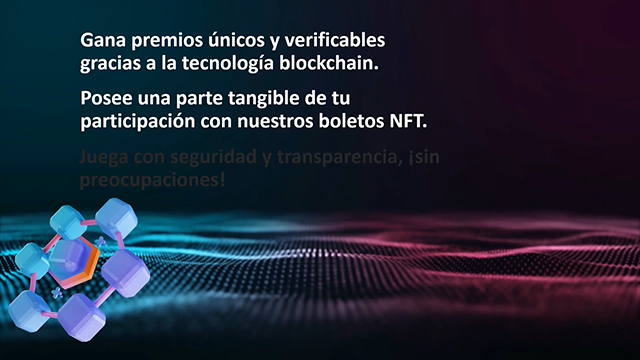 Gana premios únicos y verificables
gracias a la tecnología blockchain.
Posee una parte tangible de tu
participación con nuestros boletos NFT.
Juega con seguridad y transparencia, ¡sin
preocupaciones!